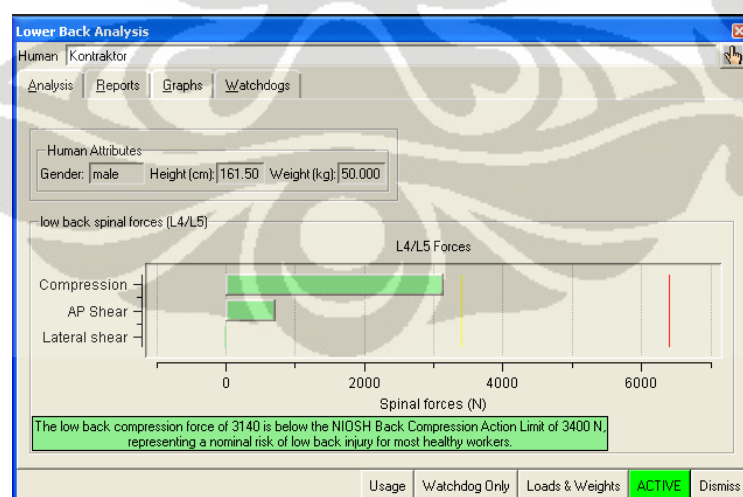 Lower Back Analysis
Human Kontraktor
Analysis Reports Graphs Watchdogs
Human Attributes
Gender: male Height (cm): 161.50 Weight (kg): 50.000
low back spinal forces (L4/L5)
L4/L5 Forces
Compression
AP Shear
Lateral shear
0 2000 4000 6000
Spinal forces (N)
The low back compression force of 3140 is below the NIOSH Back Compression Action Limit of 3400 N,
representing a nominal risk of low back injury for most healthy workers.
Usage Watchdog Only Loads & Weights ACTIVE Dismiss